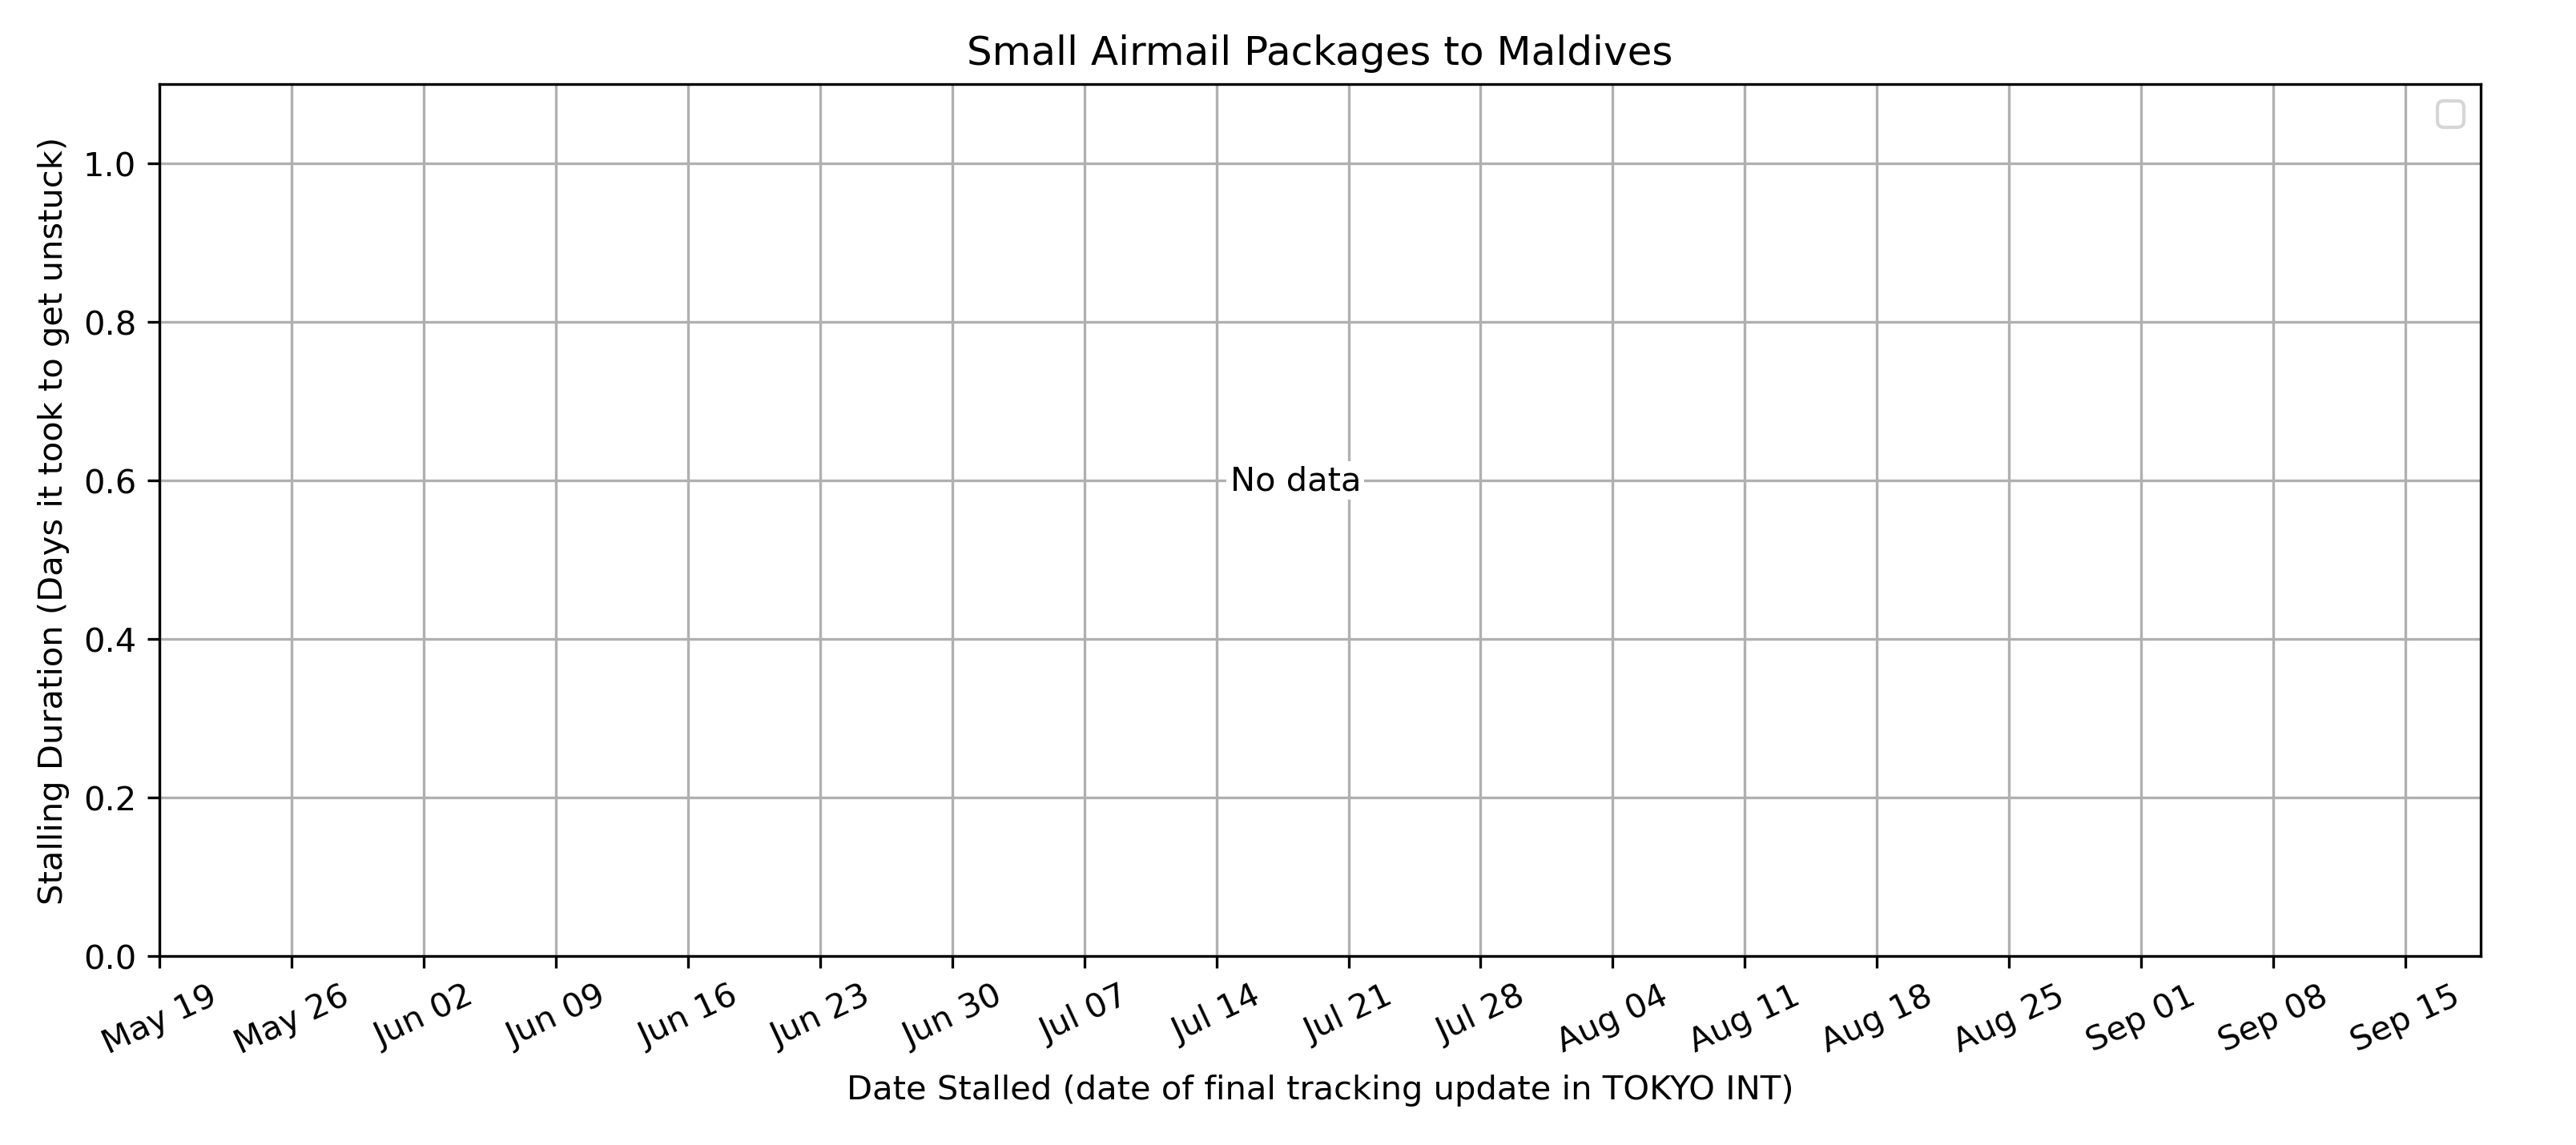 Small Airmail Packages to Maldives
Stalling Duration (Days it took to get unstuck)
1.0
0.8
0.6
0.4
0.2
0.0
No data
May 19
May 26
Jun 02
Jun 09
Jun 16
Jun 23
Jun 30
Jul 07
Jul 14
Jul 21
Jul 28
Aug 04
Aug 11
Aug 18
Aug 25
Sep 01
Sep 08
Sep 15
Date Stalled (date of final tracking update in TOKYO INT)